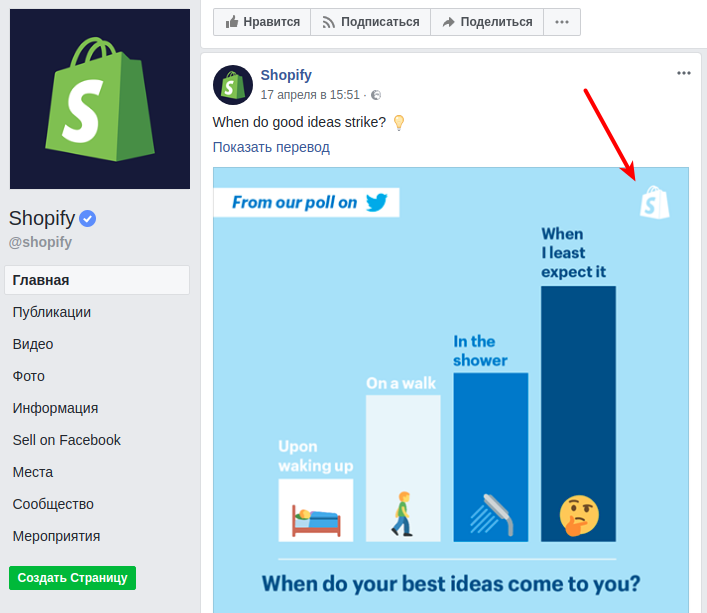 Shopify
@shopify
Главная
Публикации
Видео
Фото
Информация
Sell on Facebook
Места
Сообщество
Мероприятия
Создать Страницу
Нравится
Подписаться
Поделиться
Shopify
17 апреля в 15:51 ·
When do good ideas strike?
Показать перевод
From our poll on
When
I least
expect it
In the
shower
On a walk
Upon
waking up
When do your best ideas come to you?